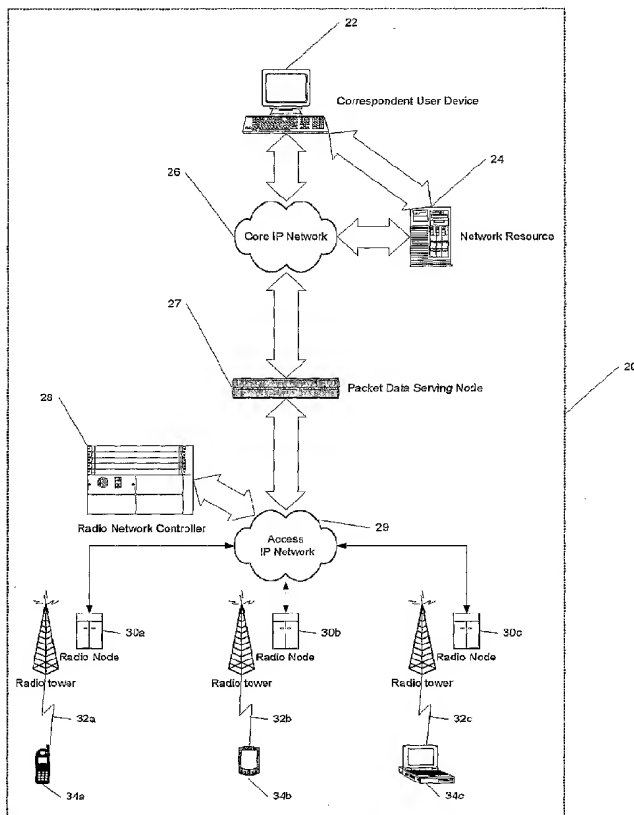 22
Correspondent User Device
24
26
Core IP Network
Network Resource
27
20
Packet Data Serving Node
28
Radio Network Controller
29
Access
IP Network
30a
30b
30c
Radio Node
Radio Node
Radio Node
Radio tower
Radio tower
Radio tower
32a
32b
32c
34a
34b
34c